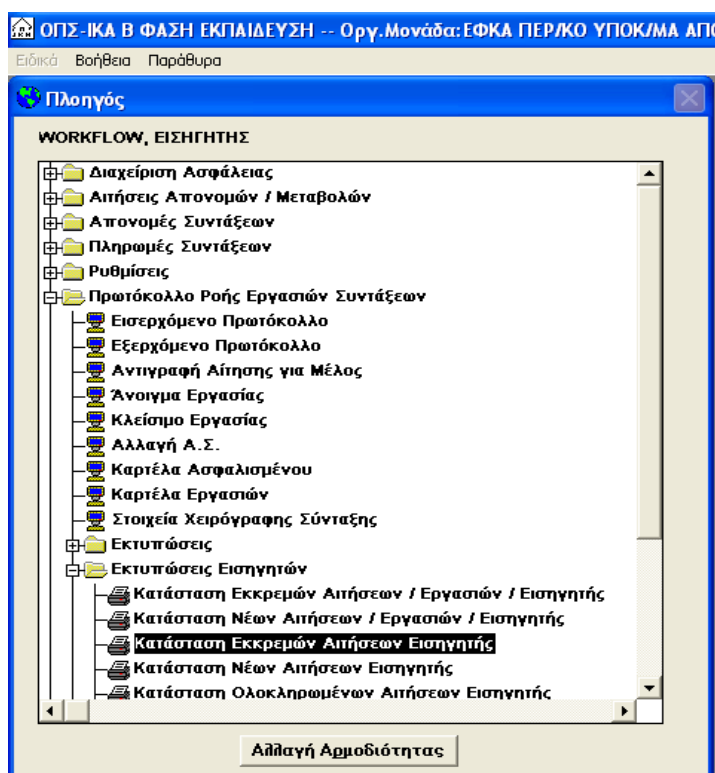 ΟΠΣ-ΙΚΑ Β ΦΑΣΗ ΕΚΠΑΙΔΕΥΣΗ -- Οργ.Μονάδα: ΕΦΚΑ ΠΕΡ/ΚΟ ΥΠΟΚ/ΜΑ
Ειδικά Βοήθεια Παράθυρα
Πλοηγός
WORKFLOW, ΕΙΣΗΓΗΤΗΣ
Διαχείριση Ασφάλειας
Αιτήσεις Απονομών / Μεταβολών
Απονομές Συντάξεων
Πληρωμές Συντάξεων
Ρυθμίσεις
Πρωτόκολλο Ροής Εργασιών Συντάξεων
Εισερχόμενο Πρωτόκολλο
Εξερχόμενο Πρωτόκολλο
Αντιγραφή Αίτησης για Μέλος
Άνοιγμα Εργασίας
Κλείσιμο Εργασίας
Αλλαγή Α.Σ.
Καρτέλα Ασφαλισμένου
Καρτέλα Εργασιών
Στοιχεία Χειρόγραφης Σύνταξης
Εκτυπώσεις
Εκτυπώσεις Εισηγητών
Κατάσταση Εκκρεμών Αιτήσεων / Εργασιών / Εισηγητής
Κατάσταση Νέων Αιτήσεων / Εργασιών / Εισηγητής
Κατάσταση Εκκρεμών Αιτήσεων Εισηγητής
Κατάσταση Νέων Αιτήσεων Εισηγητής
Κατάσταση Ολοκληρωμένων Αιτήσεων Εισηγητής
Αλλαγή Αρμοδιότητας